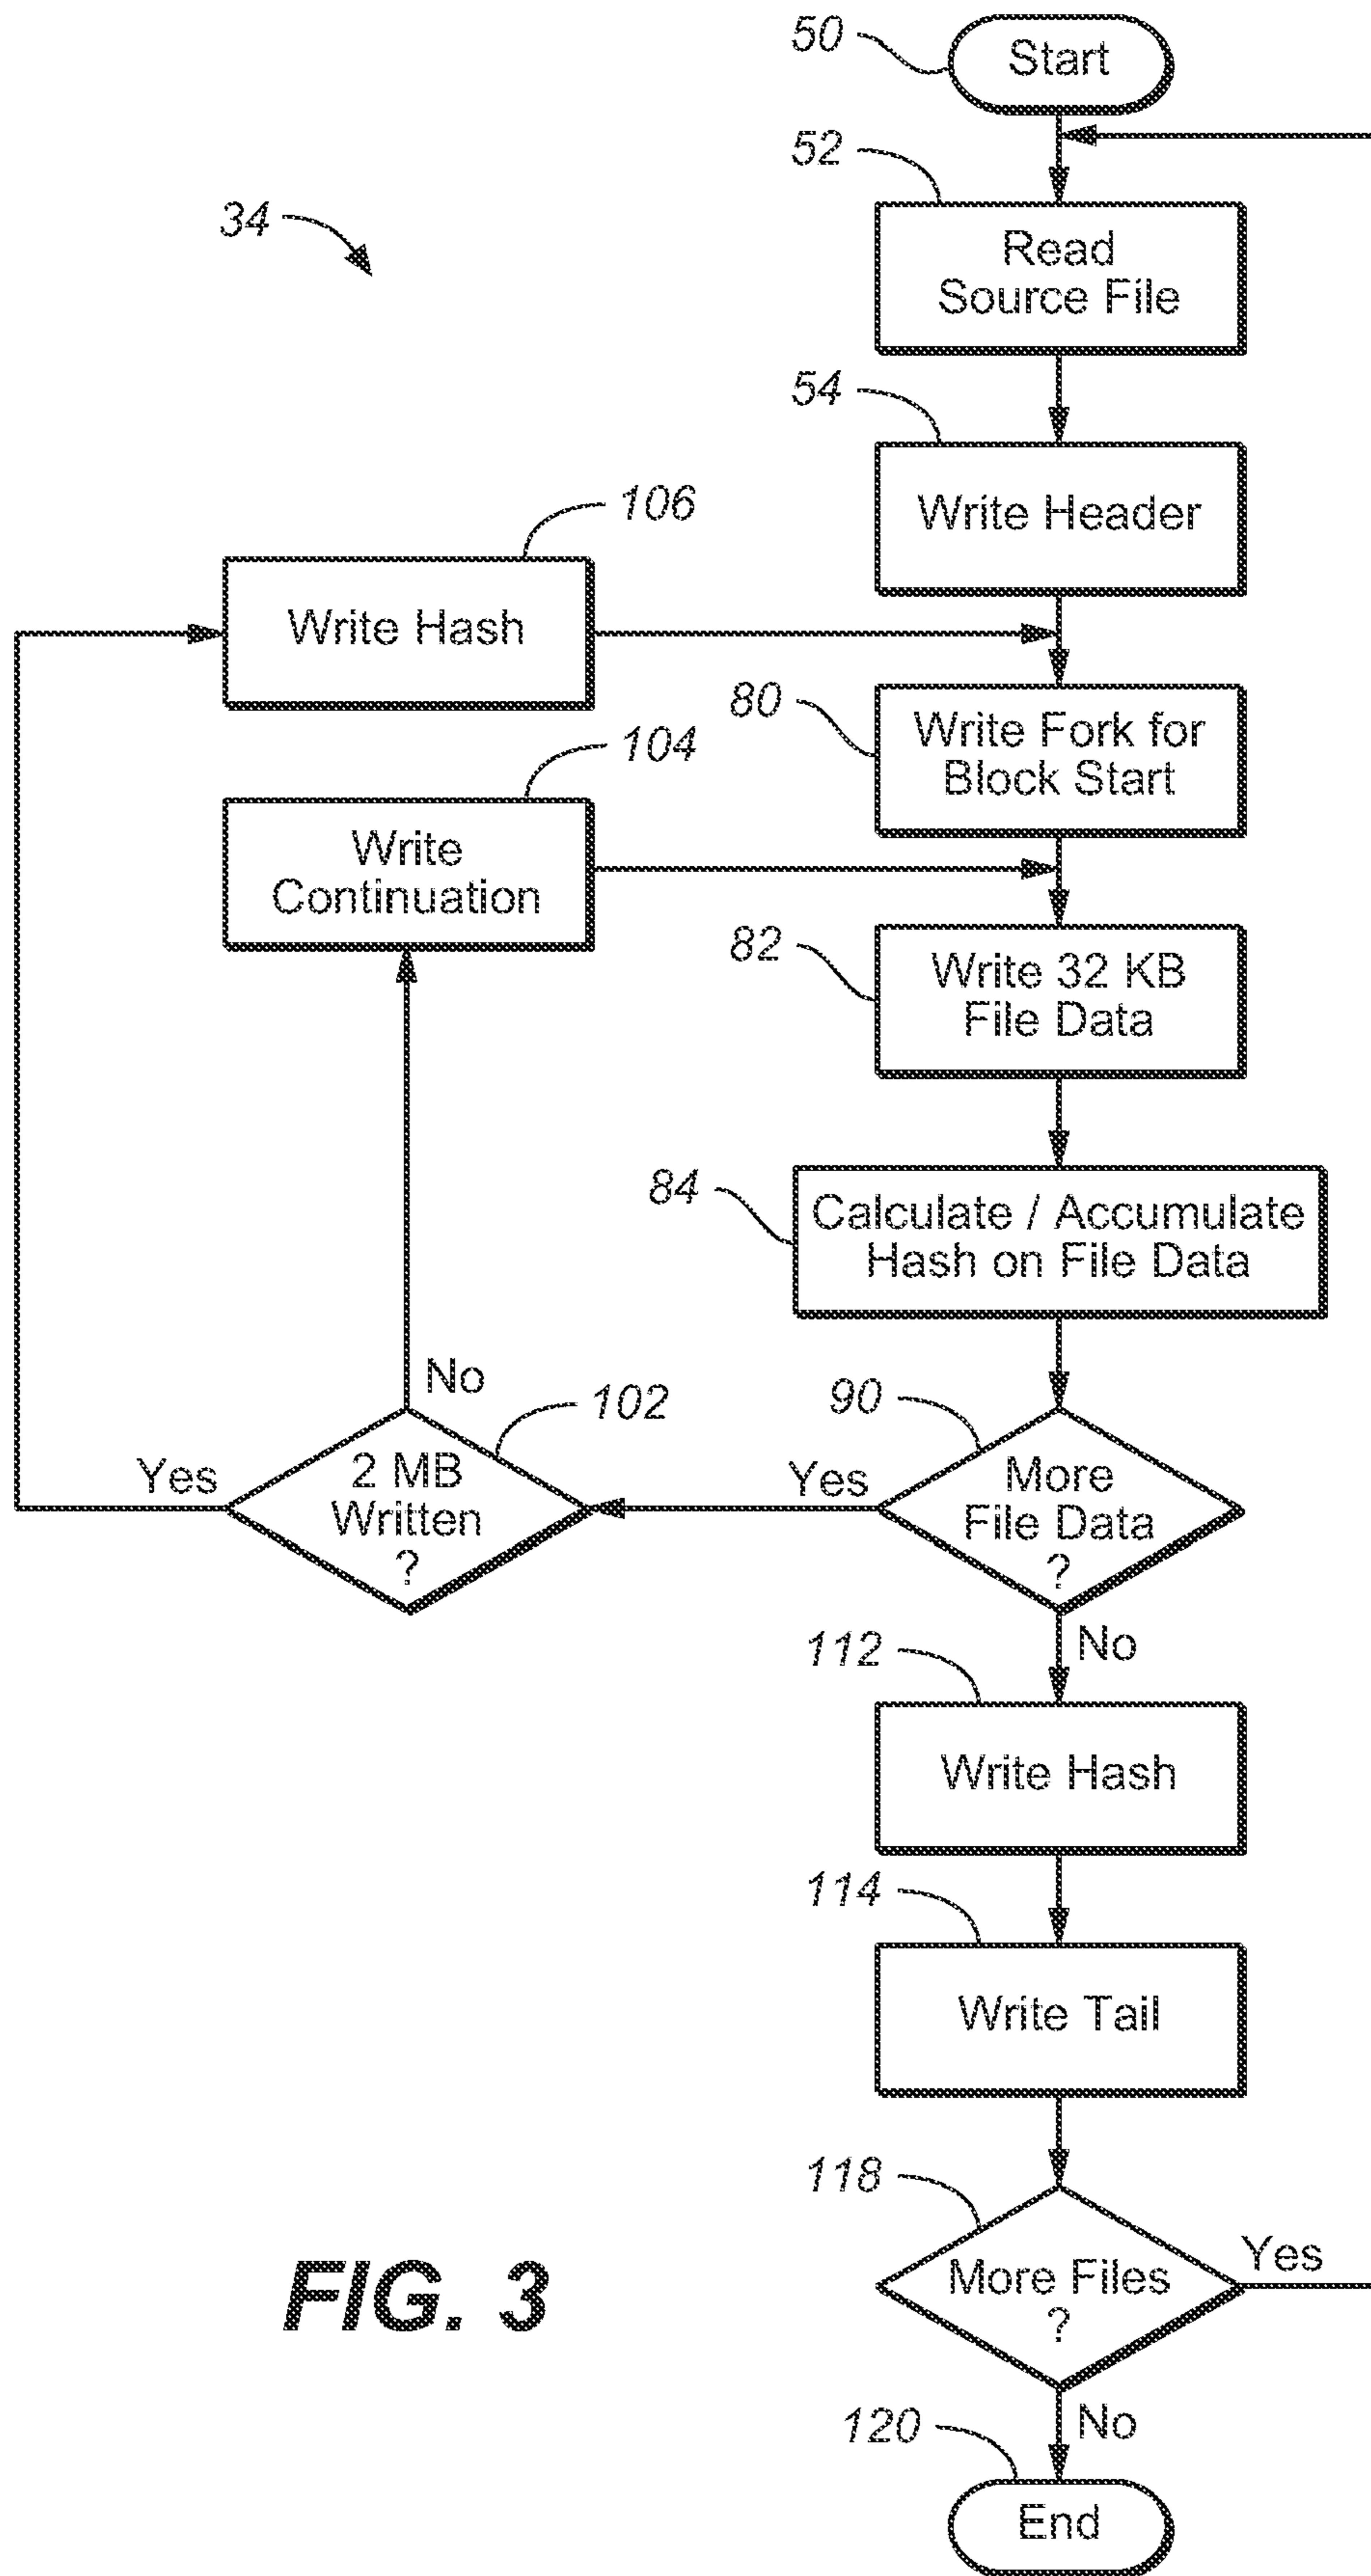 50
Start
52
34
Read
Source File
54
Write Header
106
Write Hash
80
Write Fork for
Block Start
104
Write
Continuation
82
Write 32 KB
File Data
84
Calculate / Accumulate
Hash on File Data
No
102
90
Yes
2 MB
Written
?
Yes
More
File Data
?
112
No
Write Hash
114
Write Tail
118
Yes
More Files
?
FIG. 3
120
No
End